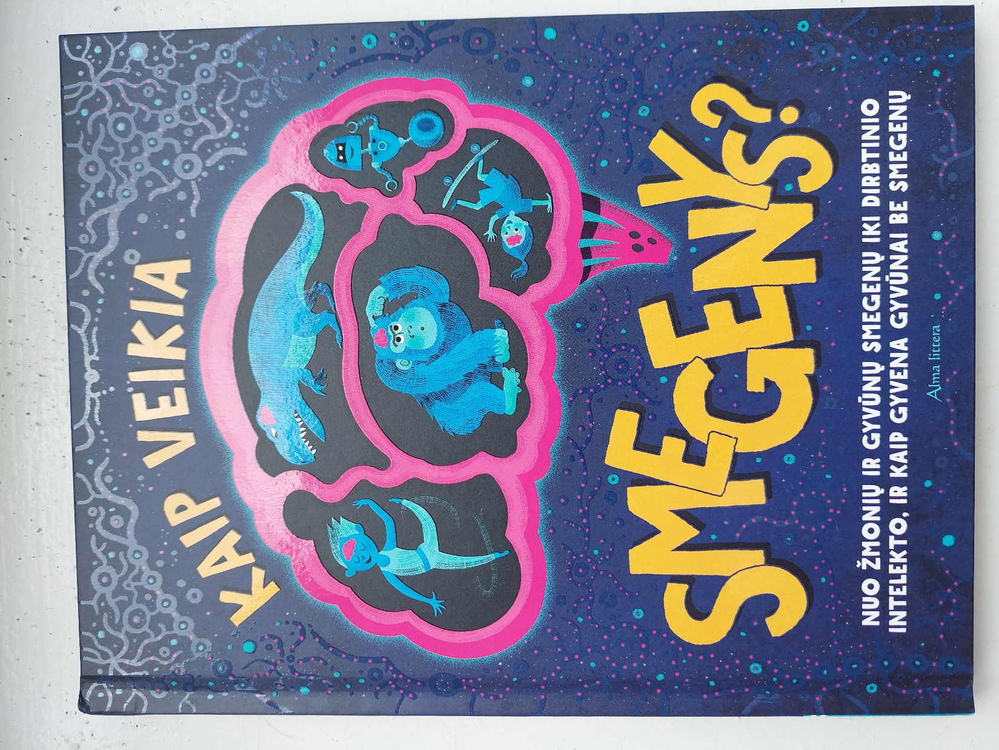 KAIP VEIKIA
SMEGENYS?
NUO ŽMONIŲ IR GYVŪNŲ SMEGENŲ IKI DIRBTINIO
INTELEKTO, IR KAIP GYVENA GYVŪNAI BE SMEGENŲ
Alma littera